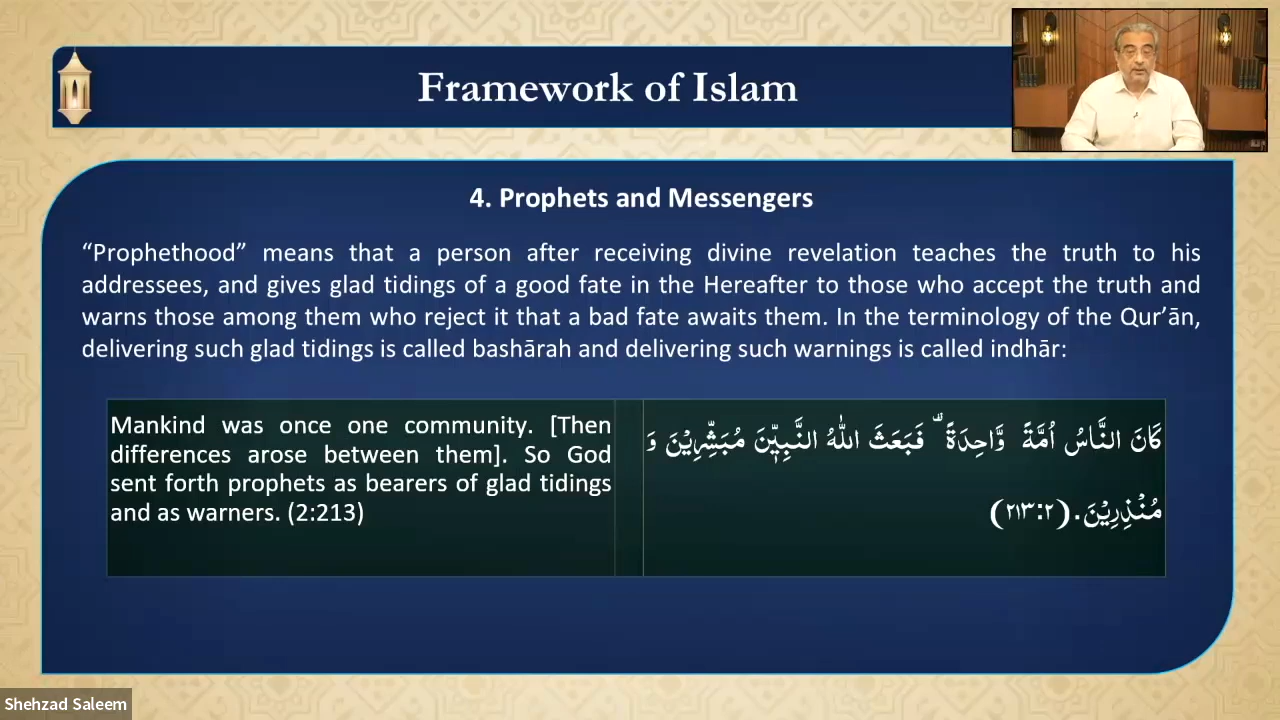 Framework of Islam
4. Prophets and Messengers
“Prophethood” means that a person after receiving divine revelation teaches the truth to his
addressees, and gives glad tidings of a good fate in the Hereafter to those who accept the truth and
warns those among them who reject it that a bad fate awaits them. In the terminology of the Qur’ān,
delivering such glad tidings is called bashārah and delivering such warnings is called indhār:
Mankind was once one community. [Then
differences arose between them]. So God
sent forth prophets as bearers of glad tidings
and as warners. (2:213)
كَانَ النَّاسُ اُمَّةً وَّاحِدَةً ۟ فَبَعَثَ اللّٰهُ النَّبِيّٖنَ مُبَشِّرِيْنَ وَ
مُنْذِرِيْنَ. (٢:٢١٣)
Shehzad Saleem